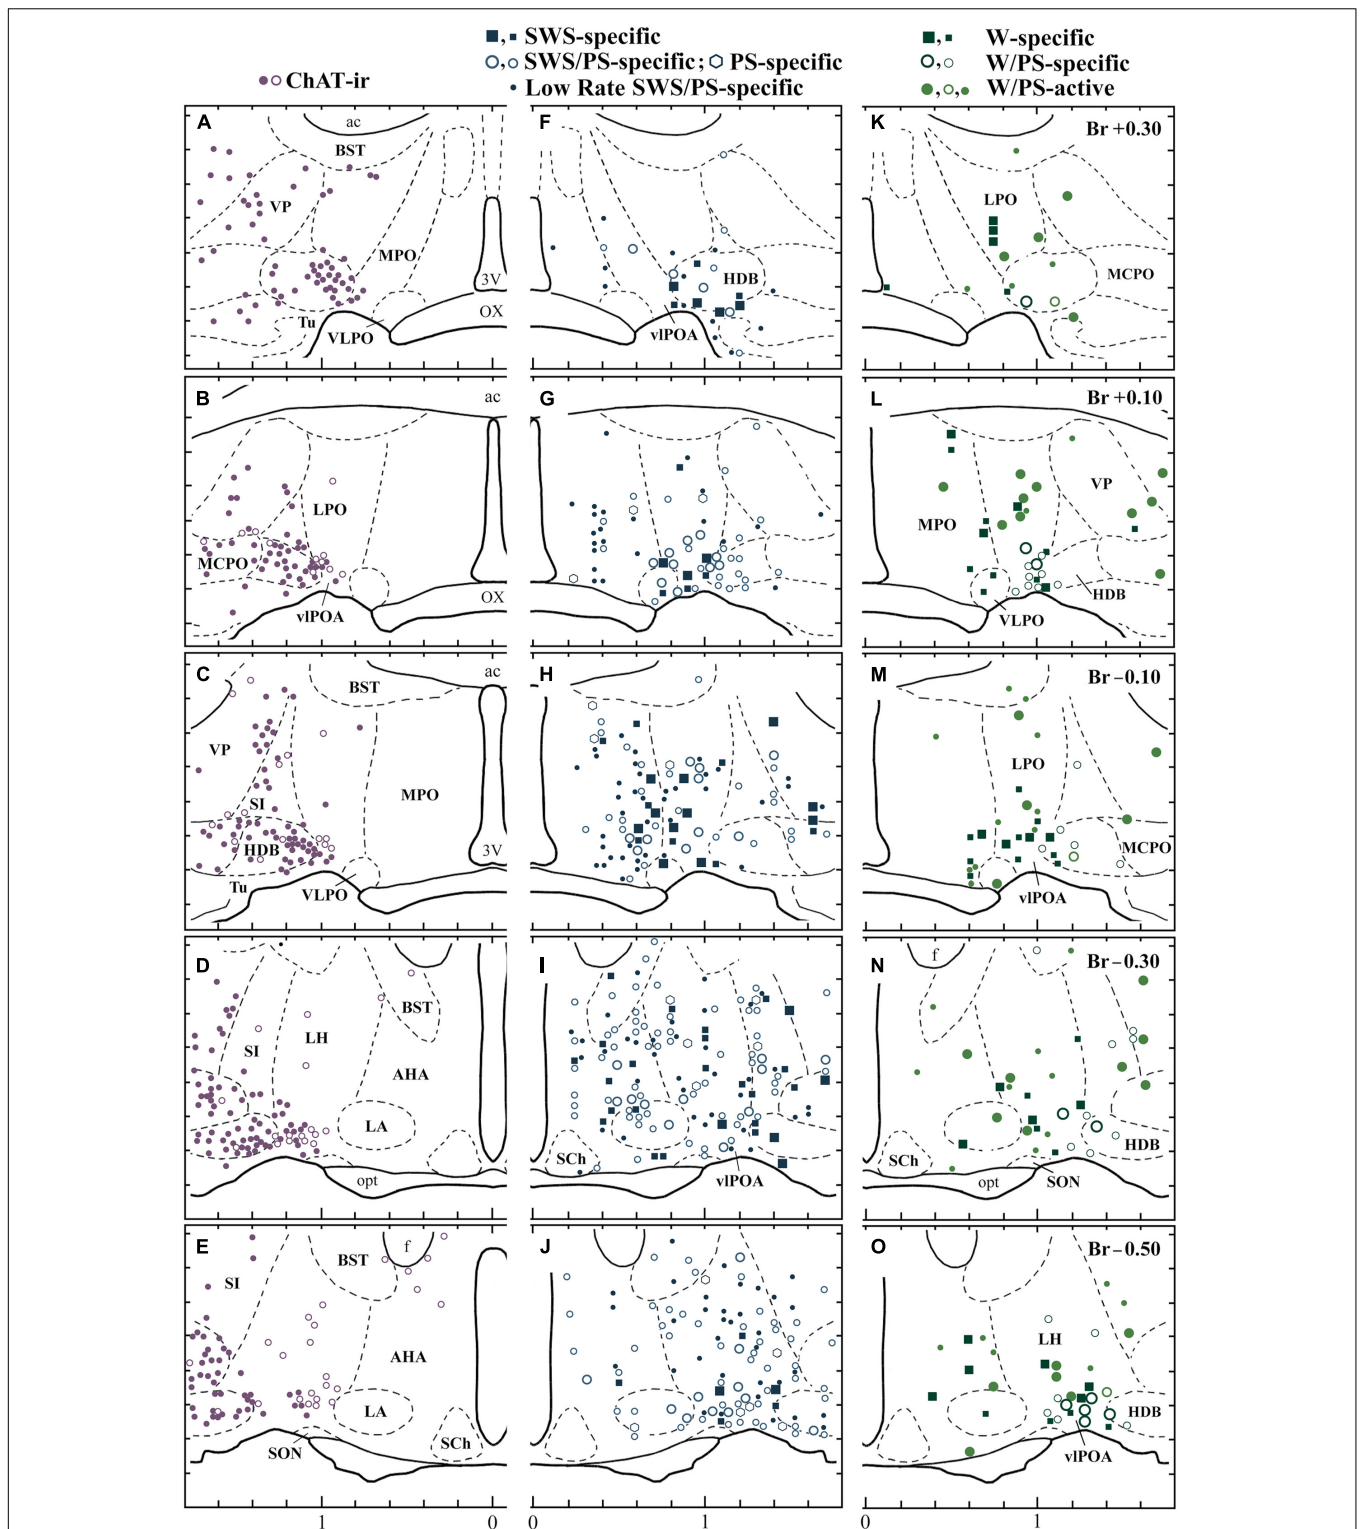 SWS-specific
SWS/PS-specific; PS-specific
Low Rate SWS/PS-specific
ChAT-ir
W-specific
W/PS-specific
W/PS-active
A
ac
BST
VP
MPO
3V
OX
Tu
VLPO
F
HDB
vlPOA
K
Br +0.30
LPO
MCPO
B
ac
LPO
MCPO
vlPOA
OX
G
L
Br +0.10
VP
MPO
HDB
VLPO
C
ac
BST
VP
MPO
SI
HDB
3V
Tu
VLPO
H
M
Br −0.10
LPO
MCPO
vlPOA
D
BST
LH
SI
AHA
LA
opt
I
SCh
vlPOA
N
f
Br −0.30
HDB
SCh
opt
SON
E
f
BST
SI
AHA
LA
SCh
SON
J
O
Br −0.50
LH
HDB
vlPOA
1 0 0 1 0 1